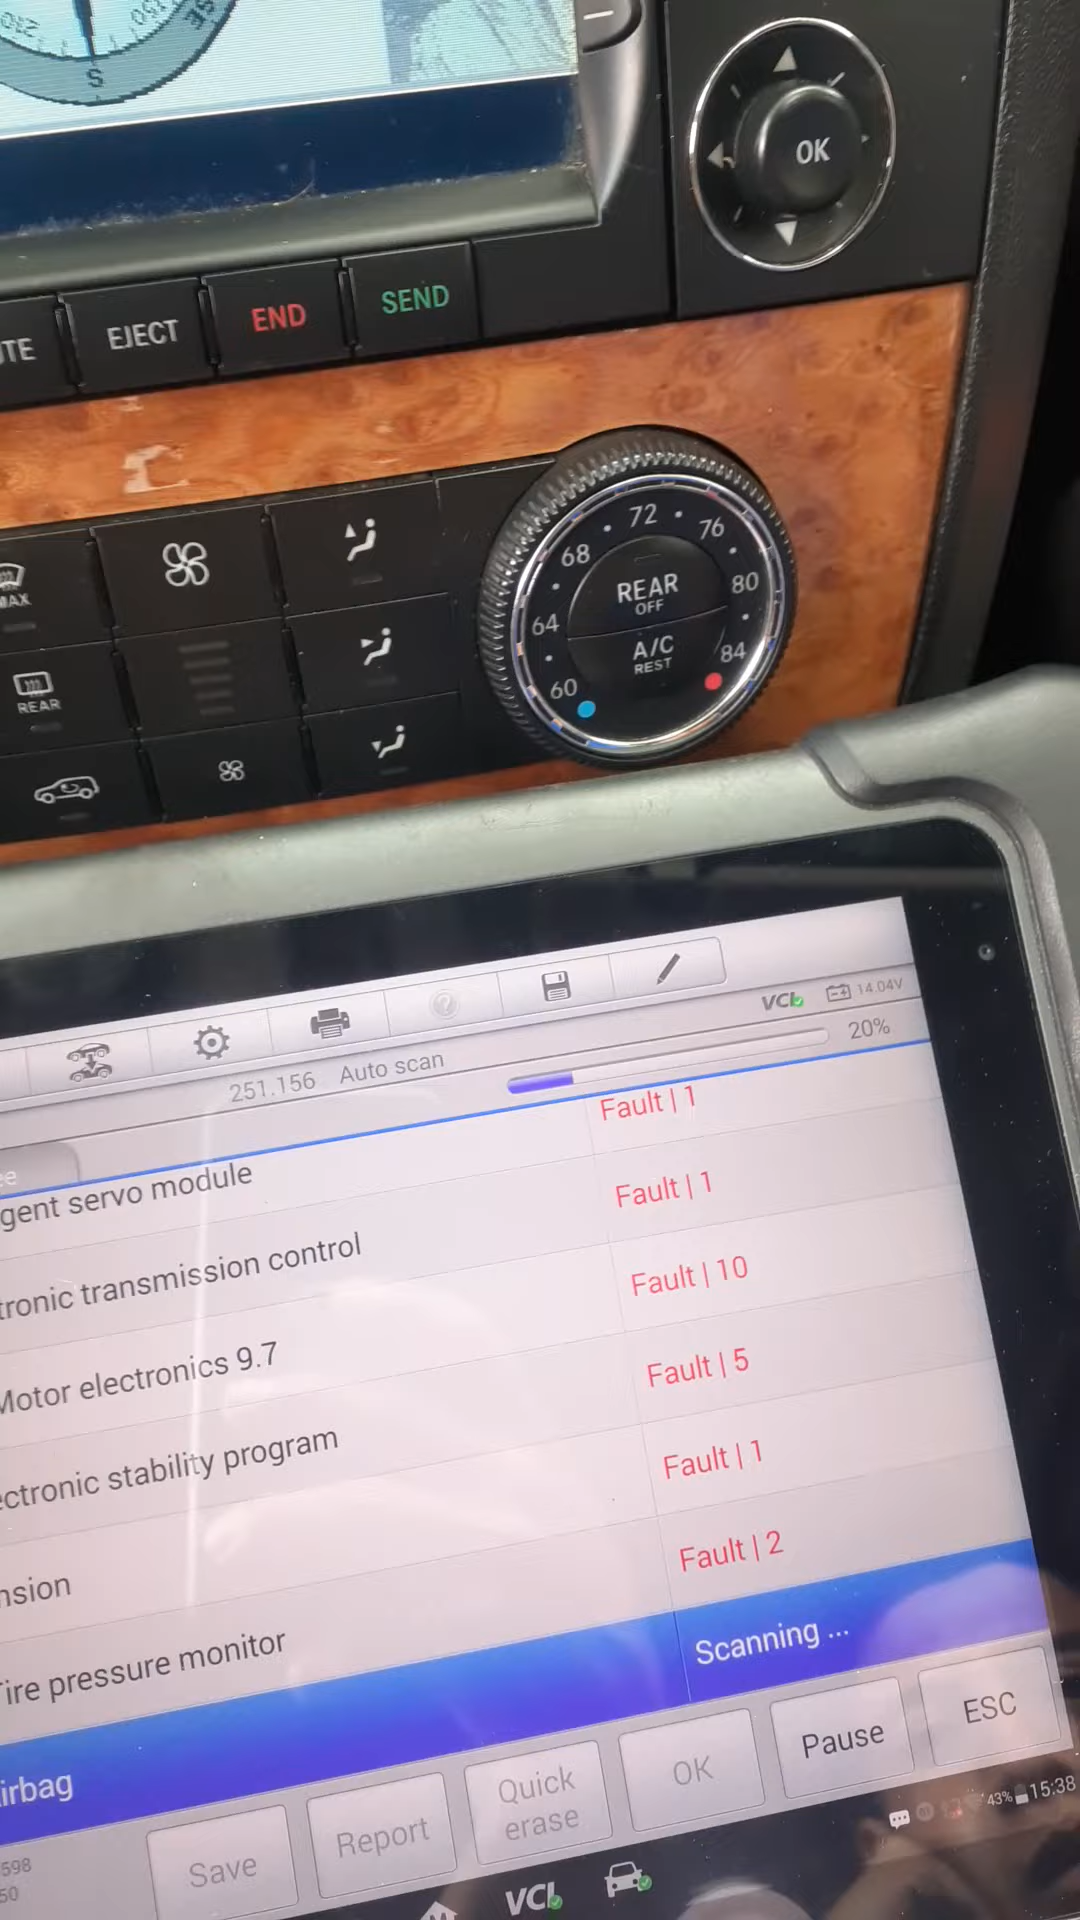 S
SE
150
OK
EJECT
END
SEND
72
68
76
64
80
60
84
REAR
OFF
A/C
REST
MAX
REAR
VCI
14.04V
251.156 Auto scan
20%
Fault | 1
gent servo module
Fault | 1
tronic transmission control
Fault | 10
Motor electronics 9.7
Fault | 5
ectronic stability program
Fault | 1
nsion
Fault | 2
ire pressure monitor
Scanning ...
irbag
Save
Report
Quick
erase
OK
Pause
ESC
598
50
VCI
43%
15:38